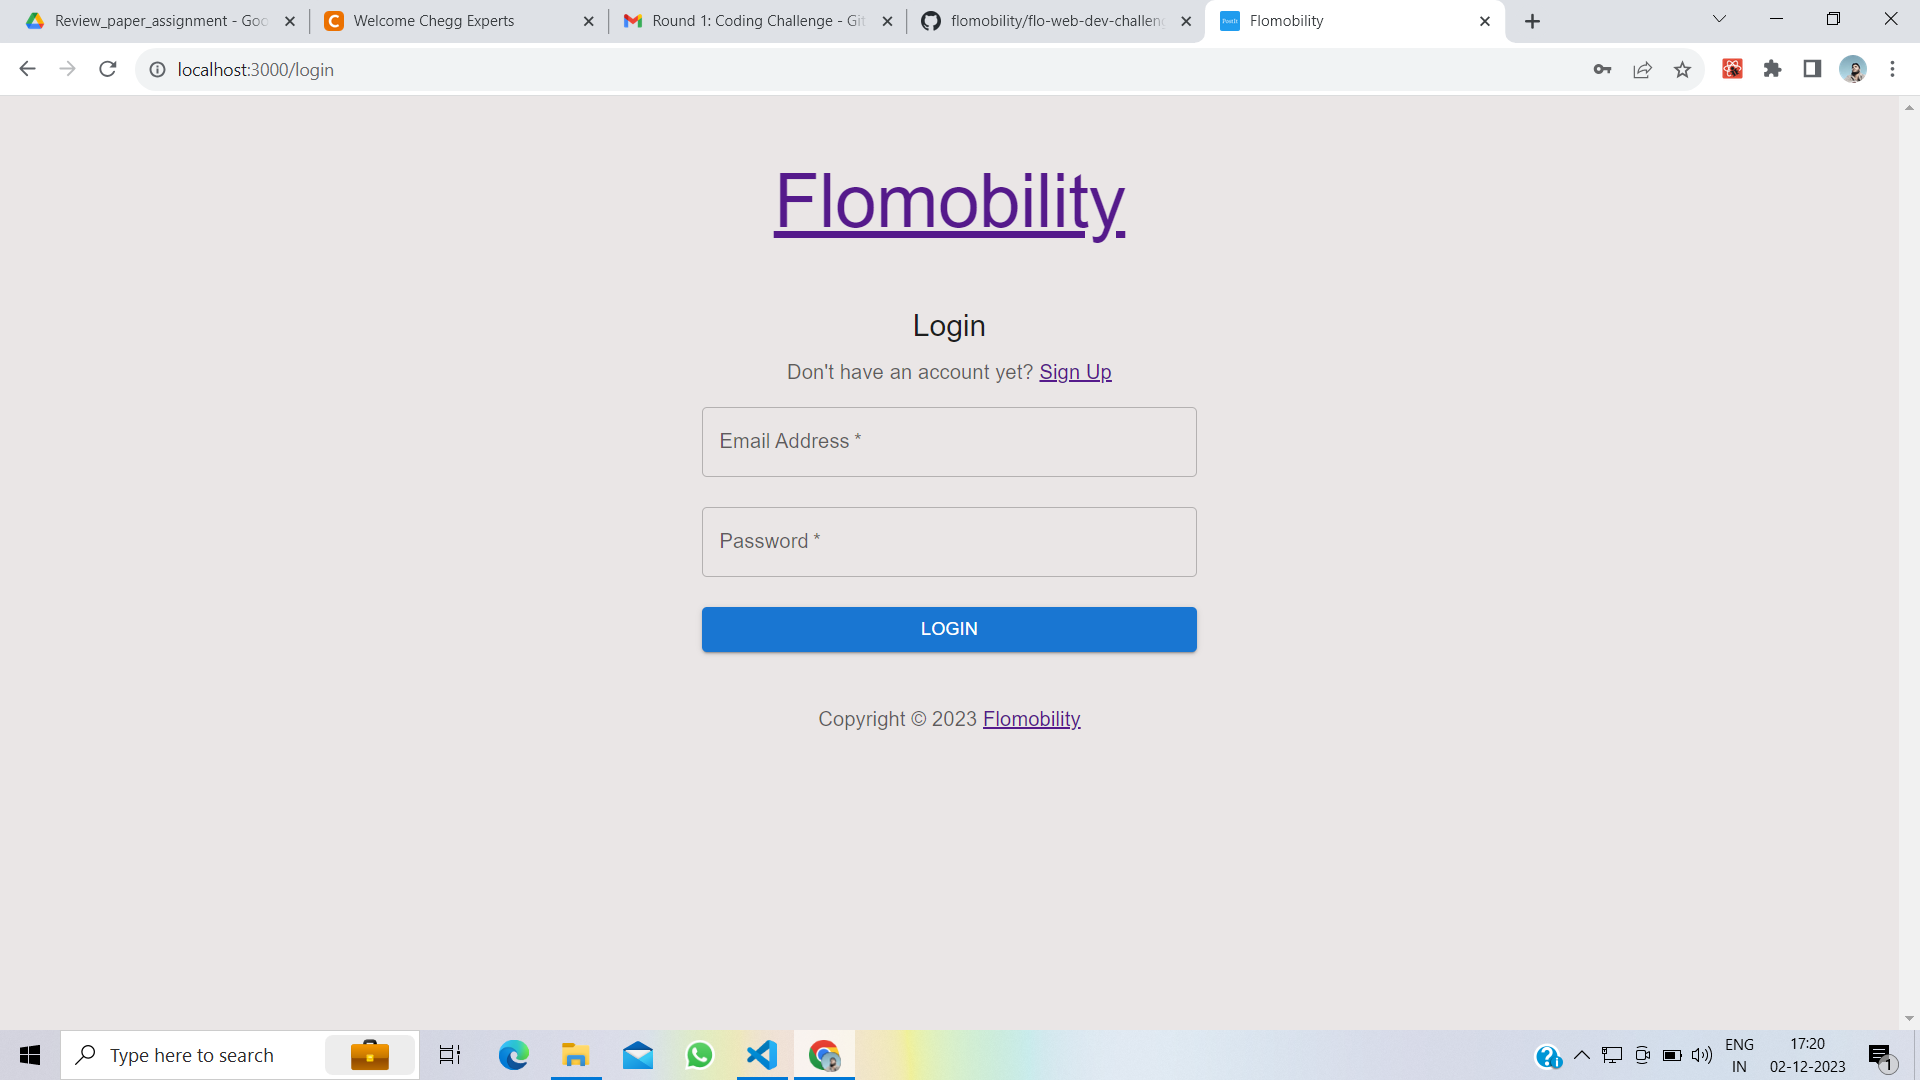 Review_paper_assignment - Goo
Welcome Chegg Experts
Round 1: Coding Challenge - Git
flomobility/flo-web-dev-challeng
Flomobility
localhost:3000/login
Flomobility
Login
Don't have an account yet? Sign Up
Email Address *
Password *
LOGIN
Copyright © 2023 Flomobility
Type here to search
ENG
IN
17:20
02-12-2023
1